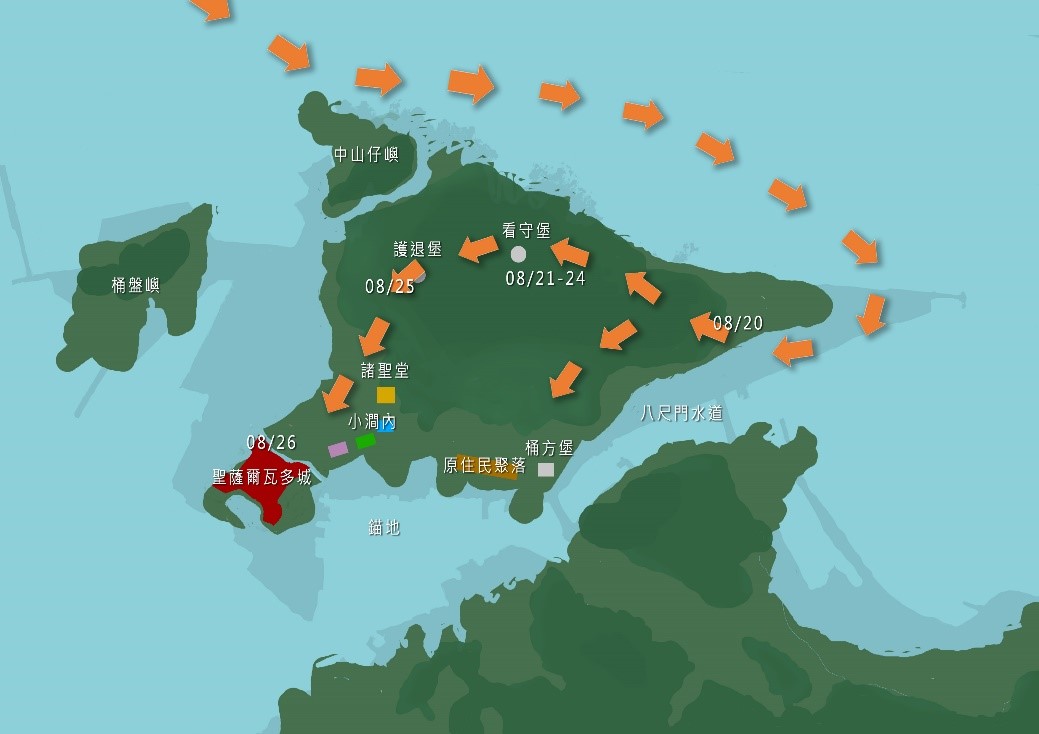 中山仔嶼
看守堡
護退堡
08/21-24
桶盤嶼
08/25
08/20
諸聖堂
八尺門水道
小澗內
08/26
桶方堡
原住民聚落
聖薩爾瓦多城
錨地